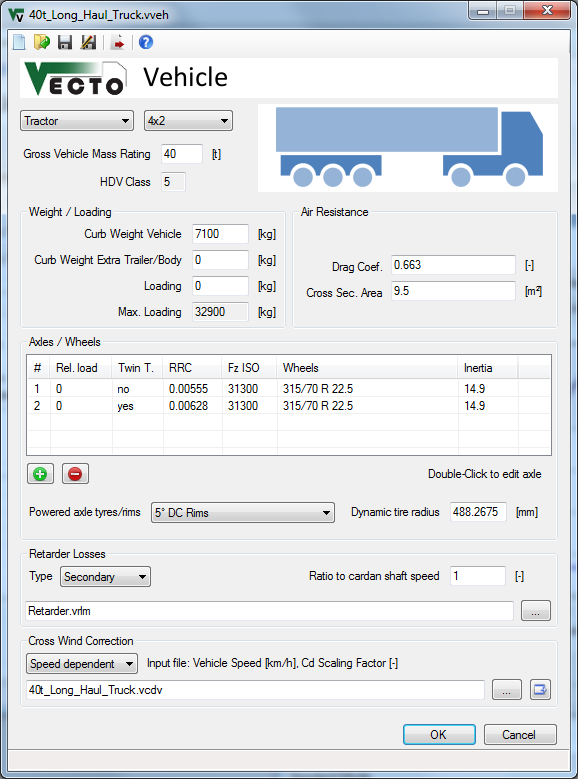 40t_Long_Haul_Truck.vveh
VECTO Vehicle
Tractor 4x2
Gross Vehicle Mass Rating 40 [t]
HDV Class 5
Weight / Loading
Curb Weight Vehicle 7100 [kg]
Curb Weight Extra Trailer/Body 0 [kg]
Loading 0 [kg]
Max. Loading 32900 [kg]
Air Resistance
Drag Coef. 0.663 [-]
Cross Sec. Area 9.5 [m²]
Axles / Wheels
# Rel. load Twin T. RRC Fz ISO Wheels Inertia
1 0 no 0.00555 31300 315/70 R 22.5 14.9
2 0 yes 0.00628 31300 315/70 R 22.5 14.9
Double-Click to edit axle
Powered axle tyres/rims 5° DC Rims Dynamic tire radius 488.2675 [mm]
Retarder Losses
Type Secondary Ratio to cardan shaft speed 1 [-]
Retarder.vrlm ...
Cross Wind Correction
Speed dependent Input file: Vehicle Speed [km/h], Cd Scaling Factor [-]
40t_Long_Haul_Truck.vcdv ...
OK Cancel